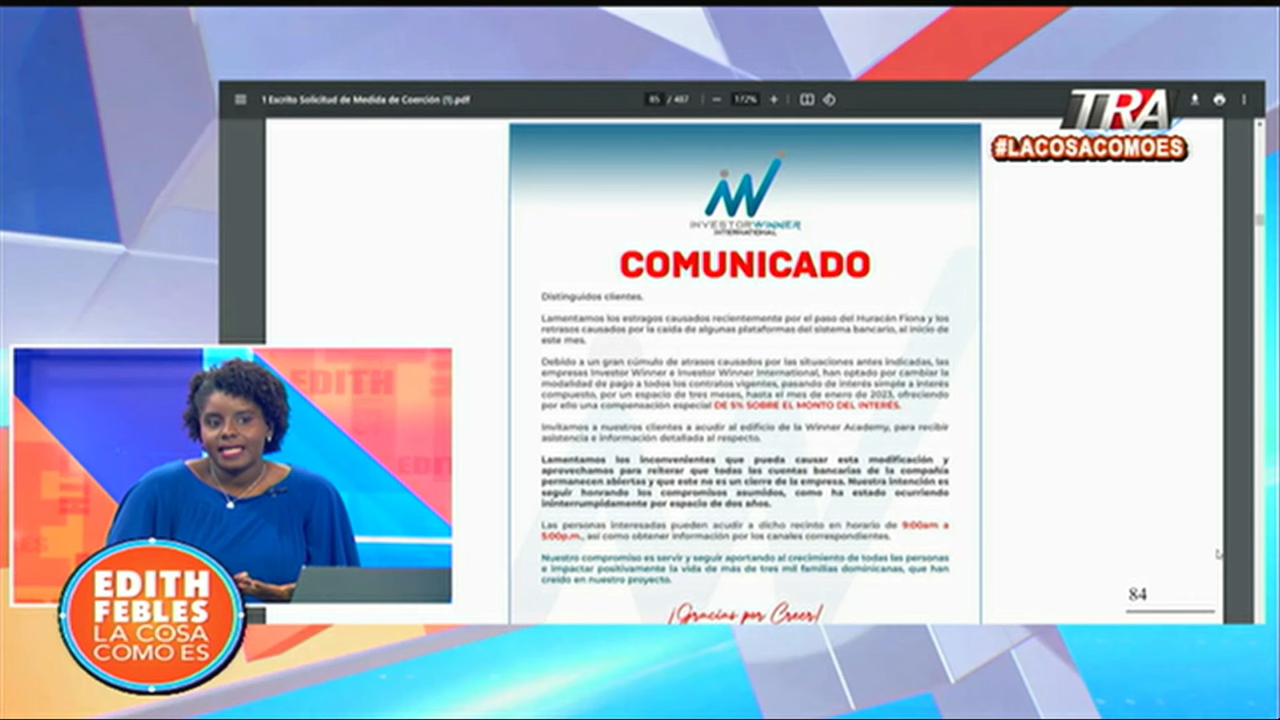 1 Escrito Solicitud de Medida de Coerción (1).pdf
85 / 487
172%
TRA
#LACOSACOMOES
INVESTORWINNER
INTERNATIONAL
COMUNICADO
Distinguidos clientes.
Lamentamos los estragos causados recientemente por el paso del Huracán Fiona y los
retrasos causados por la caída de algunas plataformas del sistema bancario, al inicio de
este mes.
Debido a un gran cúmulo de atrasos causados por las situaciones antes indicadas, las
empresas Investor Winner e Investor Winner International, han optado por cambiar la
modalidad de pago a todos los contratos vigentes, pasando de interés simple a interés
compuesto, por un espacio de tres meses, hasta el mes de enero de 2023, ofreciendo
por ello una compensación especial DE 5% SOBRE EL MONTO DEL INTERÉS.
Invitamos a nuestros clientes a acudir al edificio de la Winner Academy, para recibir
asistencia e información detallada al respecto.
Lamentamos los inconvenientes que pueda causar esta modificación y
aprovechamos para reiterar que todas las cuentas bancarias de la compañía
permanecen abiertas y que este no es un cierre de la empresa. Nuestra intención es
seguir honrando los compromisos asumidos, como ha estado ocurriendo
ininterrumpidamente por espacio de dos años.
Las personas interesadas pueden acudir a dicho recinto en horario de 9:00am a
5:00p.m., así como obtener información por los canales correspondientes.
Nuestro compromiso es servir y seguir aportando al crecimiento de todas las personas
e impactar positivamente la vida de más de tres mil familias dominicanas, que han
creído en nuestro proyecto.
¡Gracias por Creer!
84
EDITH
EDITH
FEBLES
LA COSA
COMO ES